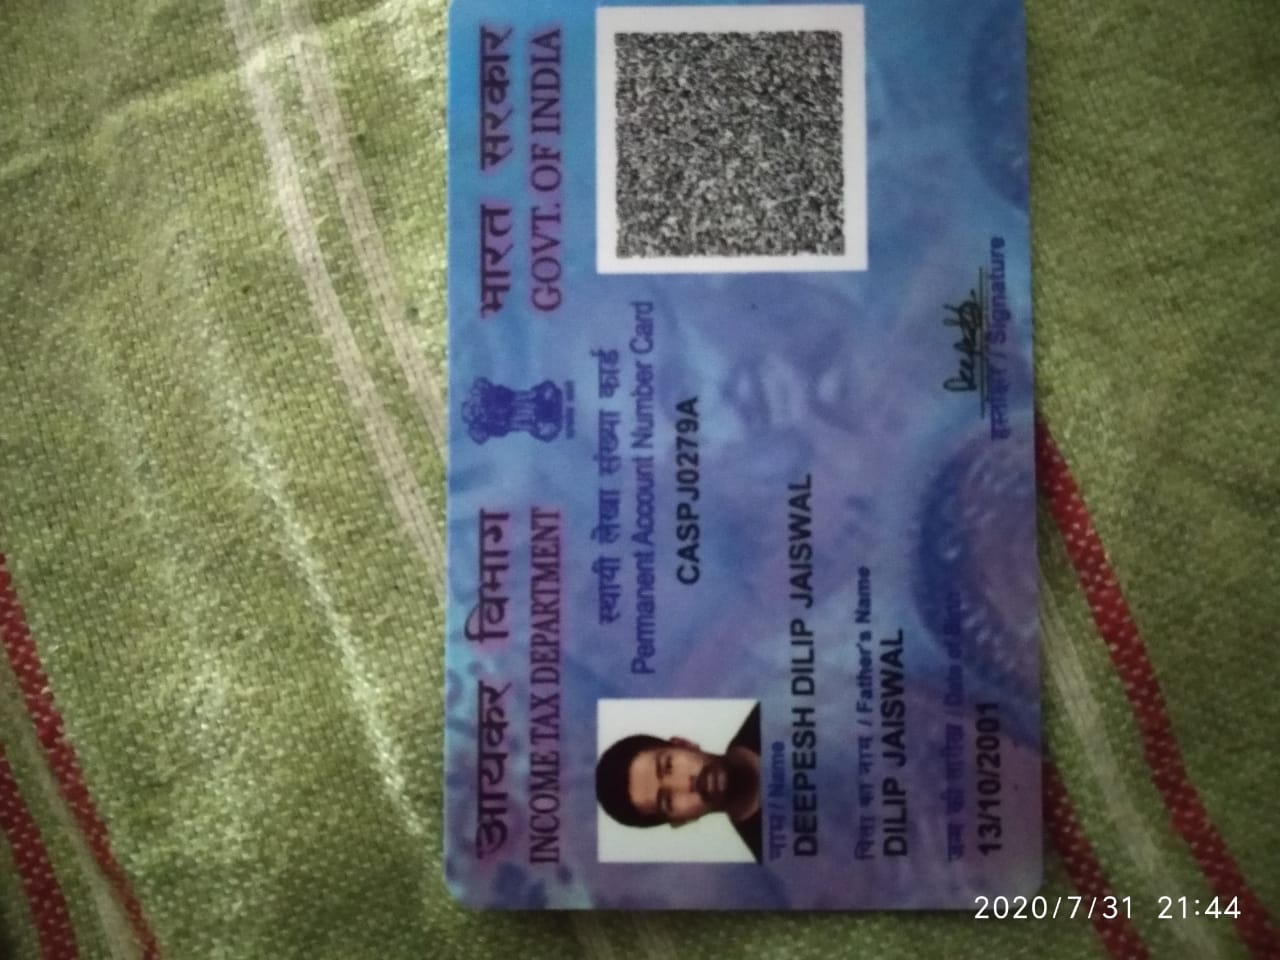 आयकर विभाग भारत सरकार
INCOME TAX DEPARTMENT GOVT. OF INDIA
स्थायी लेखा संख्या कार्ड
Permanent Account Number Card
CASPJ0279A
नाम / Name
DEEPESH DILIP JAISWAL
पिता का नाम / Father's Name
DILIP JAISWAL
जन्म की तारीख / Date of Birth
13/10/2001
हस्ताक्षर / Signature
2020/7/31 21:44